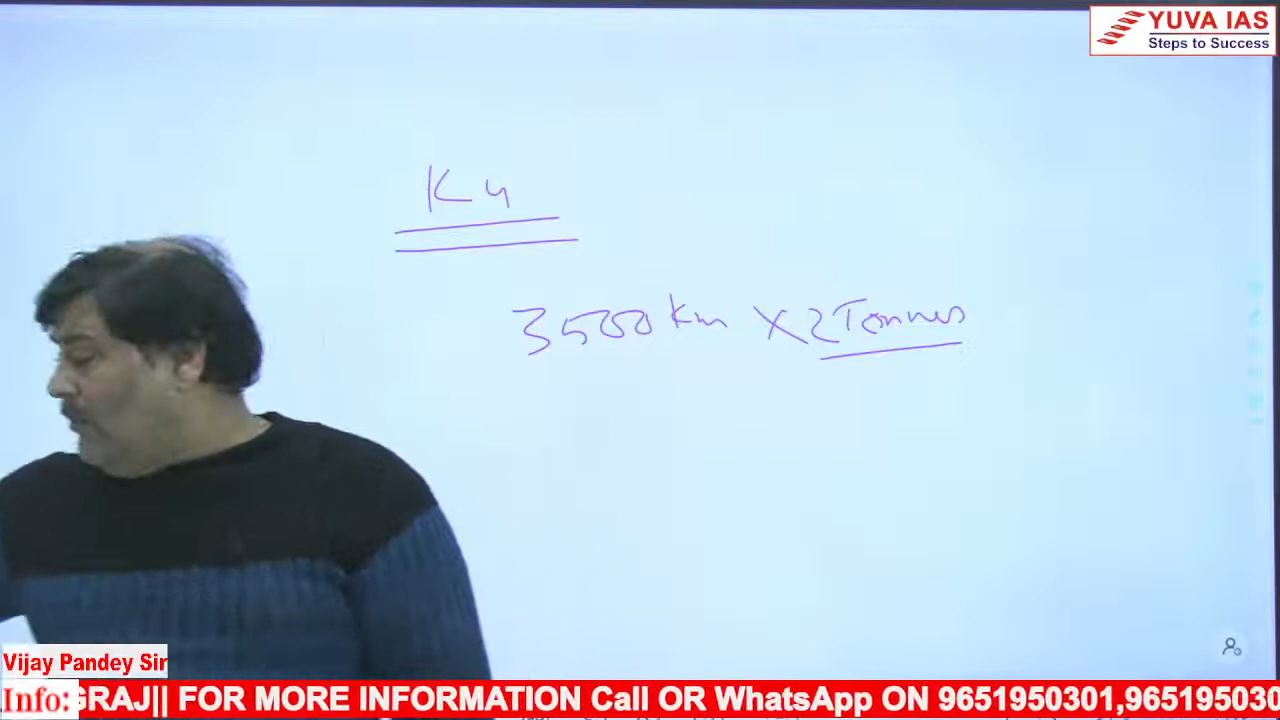 YUVA IAS
Steps to Success
K4
3500 km X 2 Tonnes
Vijay Pandey Sir
Info: GRAJ|| FOR MORE INFORMATION Call OR WhatsApp ON 9651950301,965195030